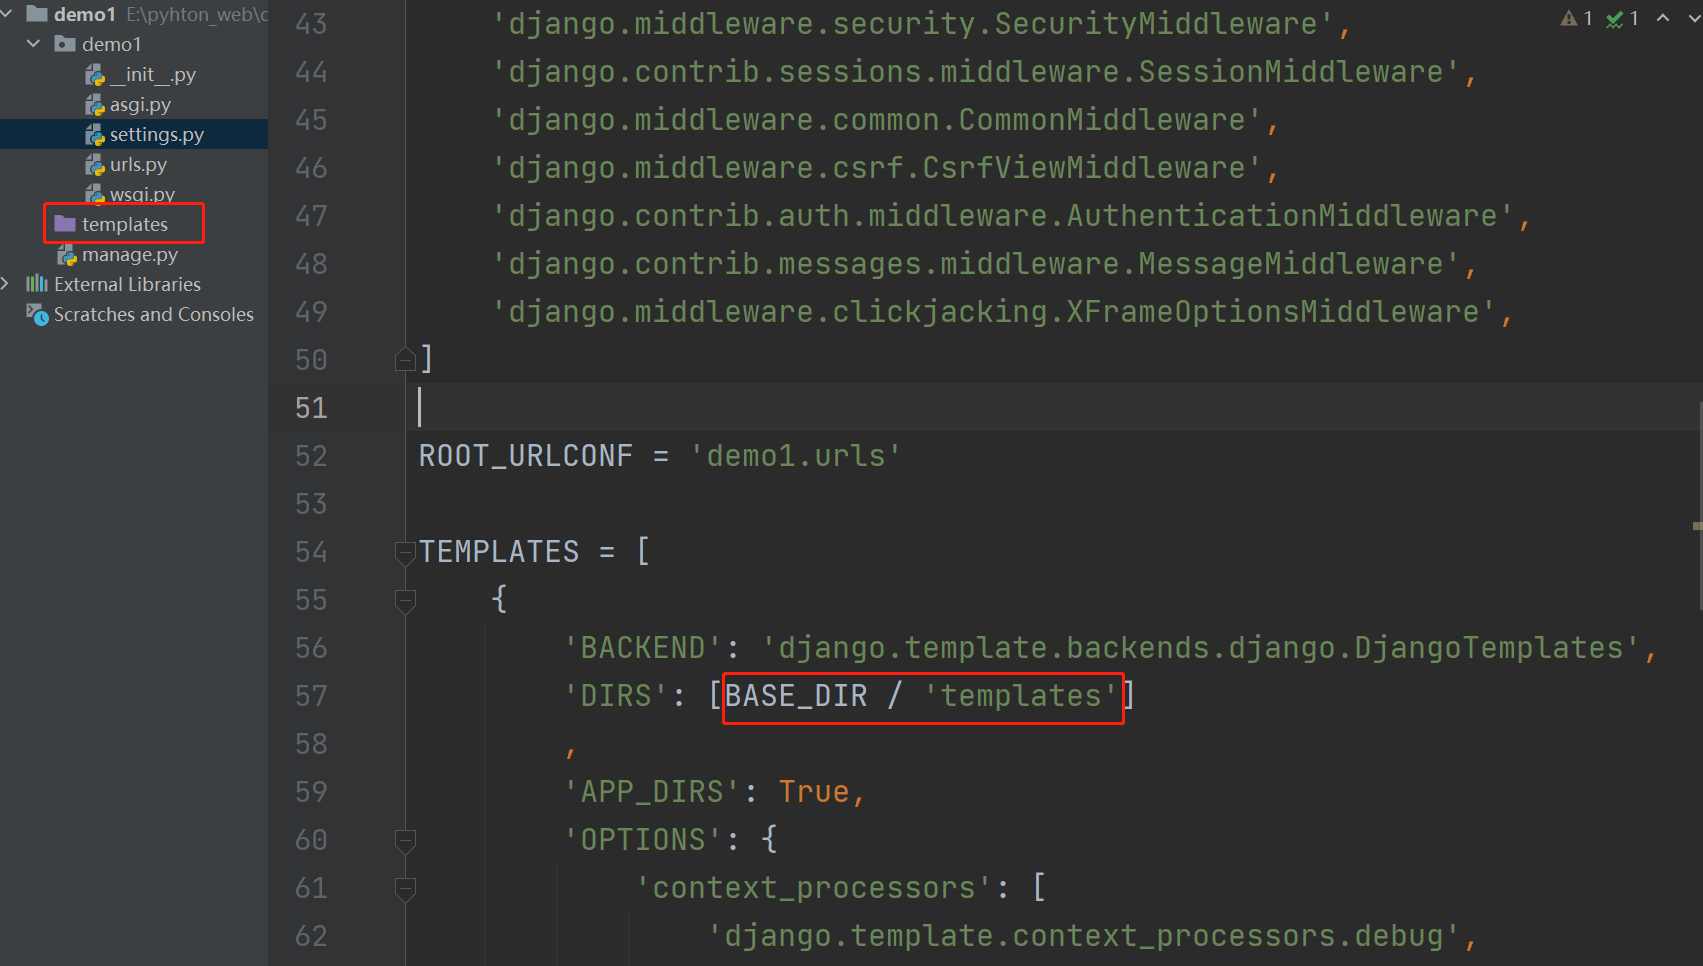 demo1 E:\pyhton_web\
demo1
__init__.py
asgi.py
settings.py
urls.py
wsgi.py
templates
manage.py
External Libraries
Scratches and Consoles
1 1
43 'django.middleware.security.SecurityMiddleware',
44 'django.contrib.sessions.middleware.SessionMiddleware',
45 'django.middleware.common.CommonMiddleware',
46 'django.middleware.csrf.CsrfViewMiddleware',
47 'django.contrib.auth.middleware.AuthenticationMiddleware',
48 'django.contrib.messages.middleware.MessageMiddleware',
49 'django.middleware.clickjacking.XFrameOptionsMiddleware',
50 ]
51
52 ROOT_URLCONF = 'demo1.urls'
53
54 TEMPLATES = [
55 {
56 'BACKEND': 'django.template.backends.django.DjangoTemplates',
57 'DIRS': [BASE_DIR / 'templates']
58 ,
59 'APP_DIRS': True,
60 'OPTIONS': {
61 'context_processors': [
62 'django.template.context_processors.debug',